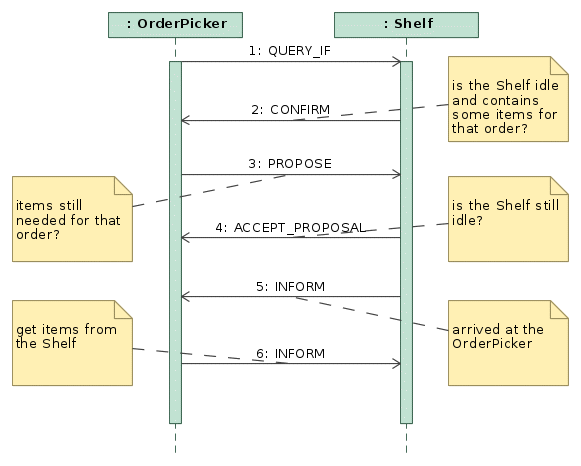 : OrderPicker
: Shelf
1: QUERY_IF
is the Shelf idle
and contains
some items for
that order?
2: CONFIRM
3: PROPOSE
items still
needed for that
order?
is the Shelf still
idle?
4: ACCEPT_PROPOSAL
5: INFORM
get items from
the Shelf
arrived at the
OrderPicker
6: INFORM